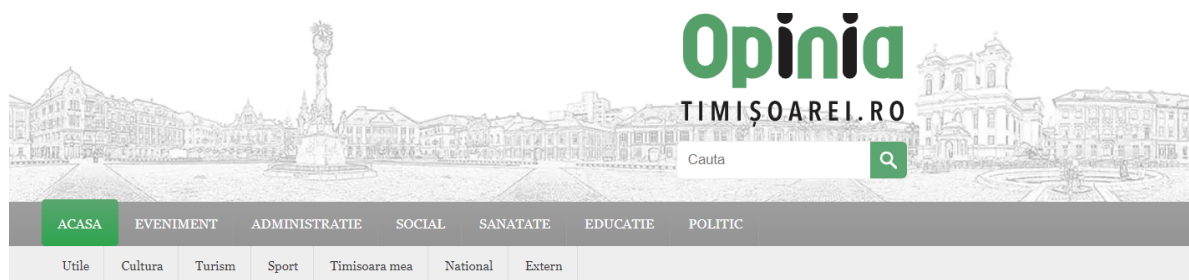 Opinia
TIMIȘOAREI.RO
Cauta
ACASA EVENIMENT ADMINISTRATIE SOCIAL SANATATE EDUCATIE POLITIC
Utile Cultura Turism Sport Timisoara mea National Extern